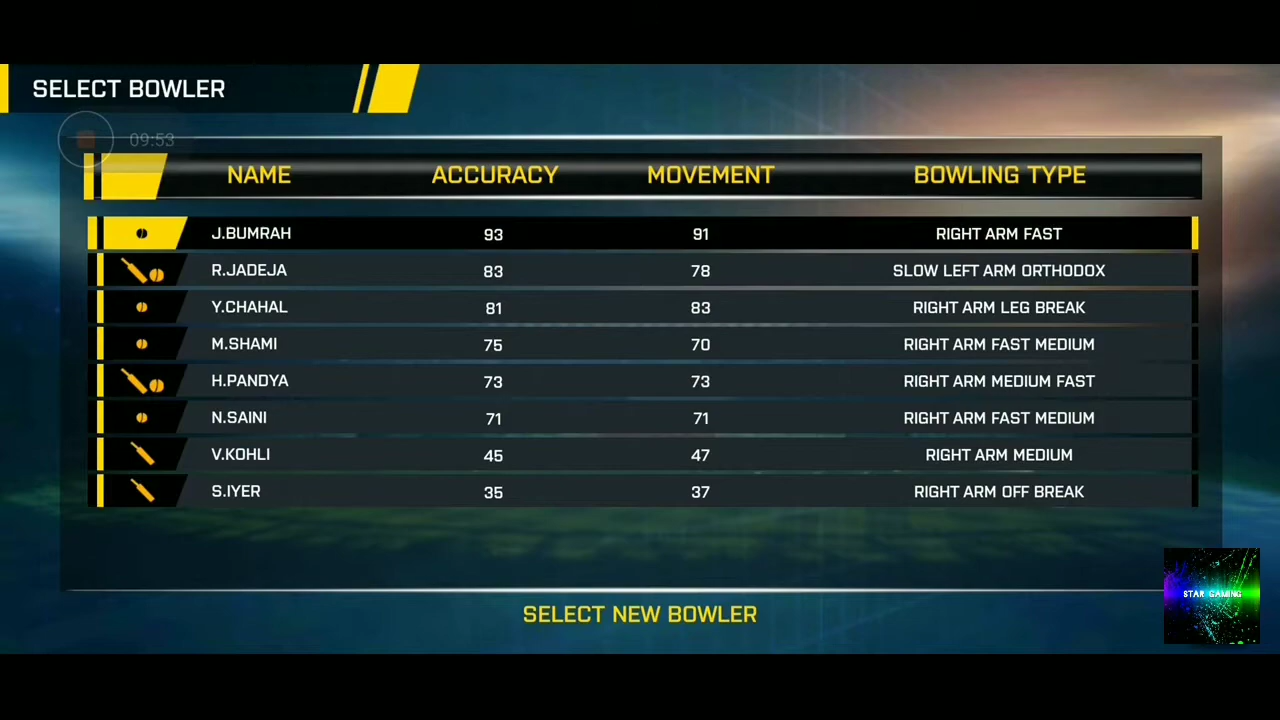 SELECT BOWLER
09:53
NAME ACCURACY MOVEMENT BOWLING TYPE
J.BUMRAH 93 91 RIGHT ARM FAST
R.JADEJA 83 78 SLOW LEFT ARM ORTHODOX
Y.CHAHAL 81 83 RIGHT ARM LEG BREAK
M.SHAMI 75 70 RIGHT ARM FAST MEDIUM
H.PANDYA 73 73 RIGHT ARM MEDIUM FAST
N.SAINI 71 71 RIGHT ARM FAST MEDIUM
V.KOHLI 45 47 RIGHT ARM MEDIUM
S.IYER 35 37 RIGHT ARM OFF BREAK
STAR GAMING
SELECT NEW BOWLER